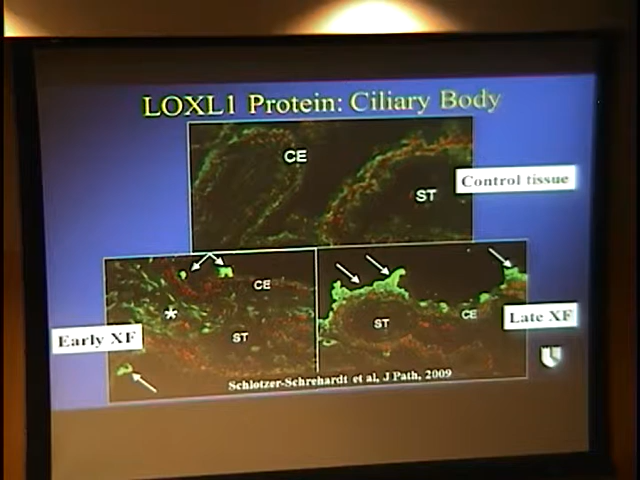 LOXL1 Protein: Ciliary Body
CE
ST
Control tissue
CE
*
ST
Early XF
CE
ST
Late XF
Schlotzer-Schrehardt et al, J Path, 2009